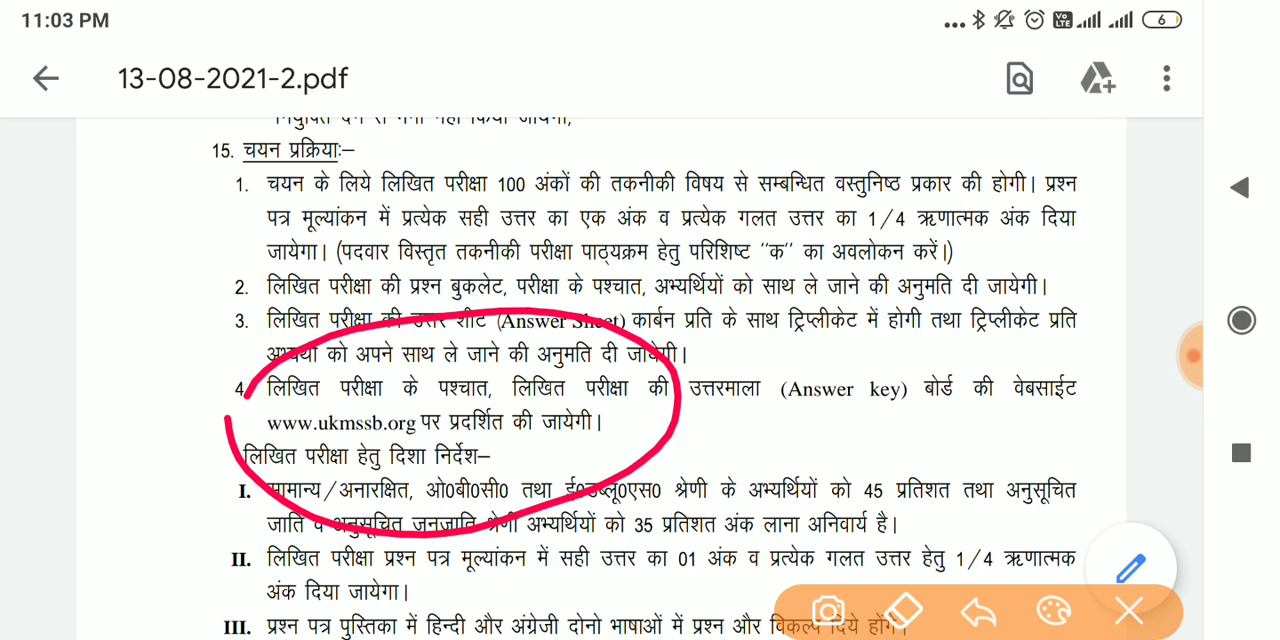 11:03 PM
6
13-08-2021-2.pdf
15. चयन प्रक्रियाः–
1. चयन के लिये लिखित परीक्षा 100 अंकों की तकनीकी विषय से सम्बन्धित वस्तुनिष्ठ प्रकार की होगी। प्रश्न
पत्र मूल्यांकन में प्रत्येक सही उत्तर का एक अंक व प्रत्येक गलत उत्तर का 1/4 ऋणात्मक अंक दिया
जायेगा। (पदवार विस्तृत तकनीकी परीक्षा पाठ्यक्रम हेतु परिशिष्ट “क” का अवलोकन करें।)
2. लिखित परीक्षा की प्रश्न बुकलेट, परीक्षा के पश्चात, अभ्यर्थियों को साथ ले जाने की अनुमति दी जायेगी।
3. लिखित परीक्षा की उत्तर शीट (Answer Sheet) कार्बन प्रति के साथ ट्रिप्लीकेट में होगी तथा ट्रिप्लीकेट प्रति
अभ्यर्थी को अपने साथ ले जाने की अनुमति दी जायेगी।
4. लिखित परीक्षा के पश्चात, लिखित परीक्षा की उत्तरमाला (Answer key) बोर्ड की वेबसाईट
www.ukmssb.org पर प्रदर्शित की जायेगी।
लिखित परीक्षा हेतु दिशा निर्देश–
I. सामान्य/अनारक्षित, ओ0बी0सी0 तथा ई0डब्लू0एस0 श्रेणी के अभ्यर्थियों को 45 प्रतिशत तथा अनुसूचित
जाति व अनुसूचित जनजाति श्रेणी अभ्यर्थियों को 35 प्रतिशत अंक लाना अनिवार्य है।
II. लिखित परीक्षा प्रश्न पत्र मूल्यांकन में सही उत्तर का 01 अंक व प्रत्येक गलत उत्तर हेतु 1/4 ऋणात्मक
अंक दिया जायेगा।
III. प्रश्न पत्र पुस्तिका में हिन्दी और अंग्रेजी दोनो भाषाओं में प्रश्न और विकल्प दिये होंगे।